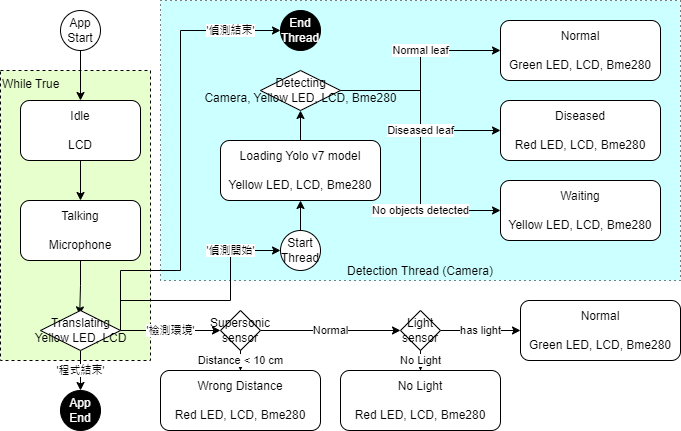 App
Start
While True
Idle
LCD
Talking
Microphone
Translating
Yellow LED, LCD
'程式結束'
App
End
'偵測結束'
End
Thread
Detecting
Camera, Yellow LED, LCD, Bme280
Loading Yolo v7 model
Yellow LED, LCD, Bme280
'偵測開始'
Start
Thread
Normal leaf
Normal
Green LED, LCD, Bme280
Diseased leaf
Diseased
Red LED, LCD, Bme280
No objects detected
Waiting
Yellow LED, LCD, Bme280
Detection Thread (Camera)
'檢測環境'
Supersonic
sensor
Normal
Light
sensor
has light
Normal
Green LED, LCD, Bme280
Distance < 10 cm
Wrong Distance
Red LED, LCD, Bme280
No Light
No Light
Red LED, LCD, Bme280